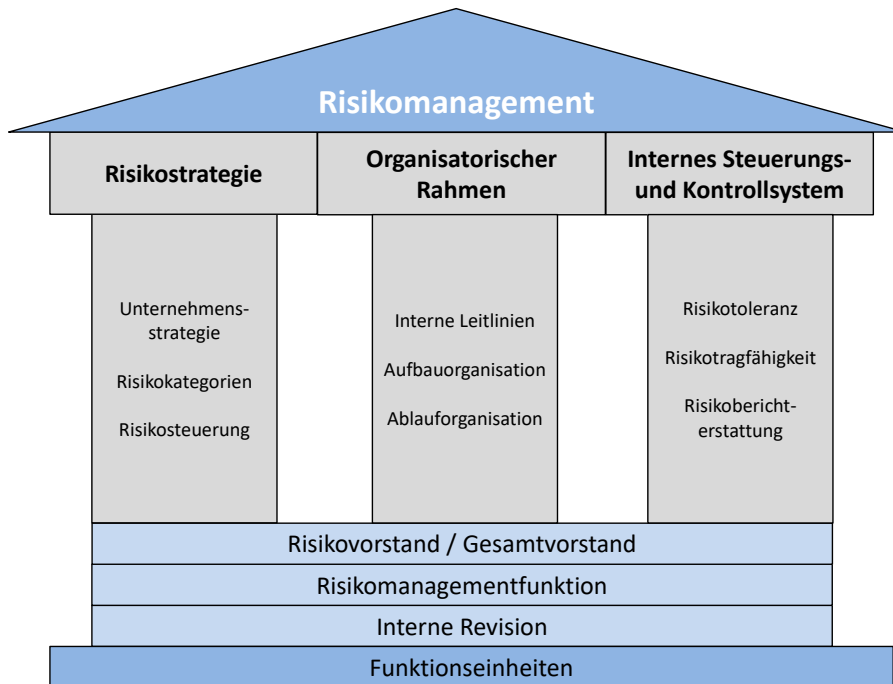 Risikomanagement
Risikostrategie
Organisatorischer
Rahmen
Internes Steuerungs-
und Kontrollsystem
Unternehmens-
strategie
Risikokategorien
Risikosteuerung
Interne Leitlinien
Aufbauorganisation
Ablauforganisation
Risikotoleranz
Risikotragfähigkeit
Risikobericht-
erstattung
Risikovorstand / Gesamtvorstand
Risikomanagementfunktion
Interne Revision
Funktionseinheiten